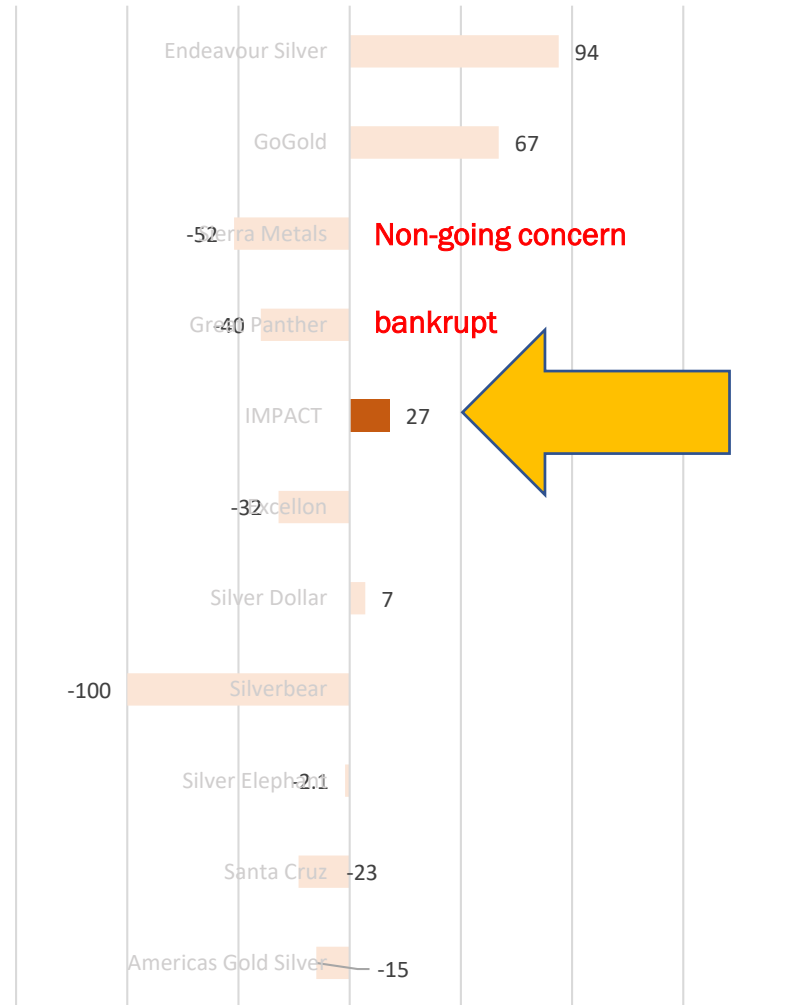 Endeavour Silver 94
GoGold 67
-52 Sierra Metals Non-going concern
-40 Great Panther bankrupt
IMPACT 27
-32 Excellon
Silver Dollar 7
-100 Silverbear
Silver Elephant -2.1
Santa Cruz -23
Americas Gold Silver -15